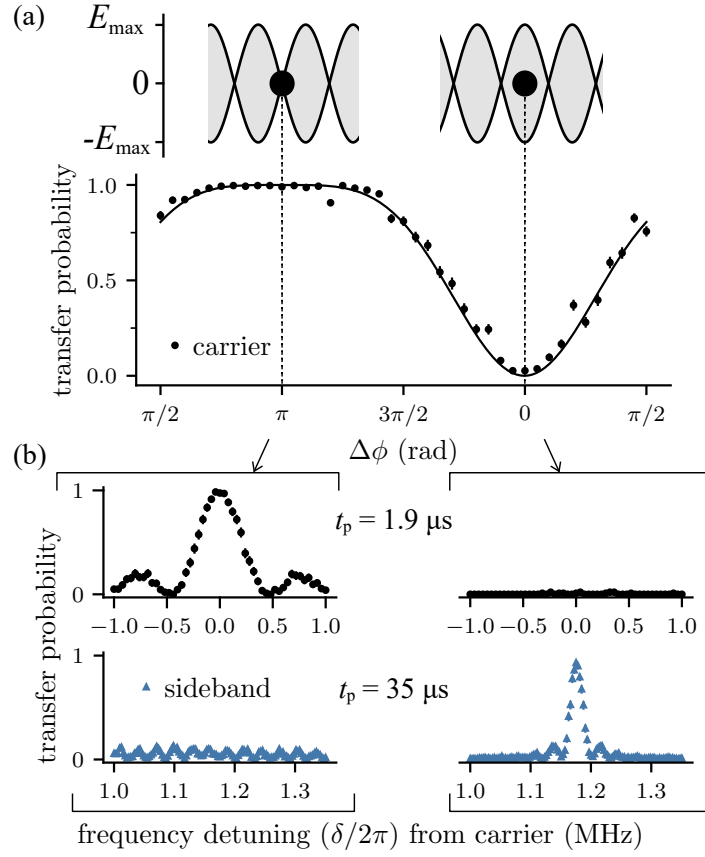 (a)
E_max
0
-E_max
transfer probability
1.0
0.5
0.0
carrier
π/2
π
3π/2
0
π/2
Δϕ (rad)
(b)
transfer probability
1
0
−1.0 −0.5 0.0 0.5 1.0
t_p = 1.9 µs
−1.0 −0.5 0.0 0.5 1.0
transfer probability
1
0
sideband
t_p = 35 µs
1.0 1.1 1.2 1.3
1.0 1.1 1.2 1.3
frequency detuning (δ/2π) from carrier (MHz)